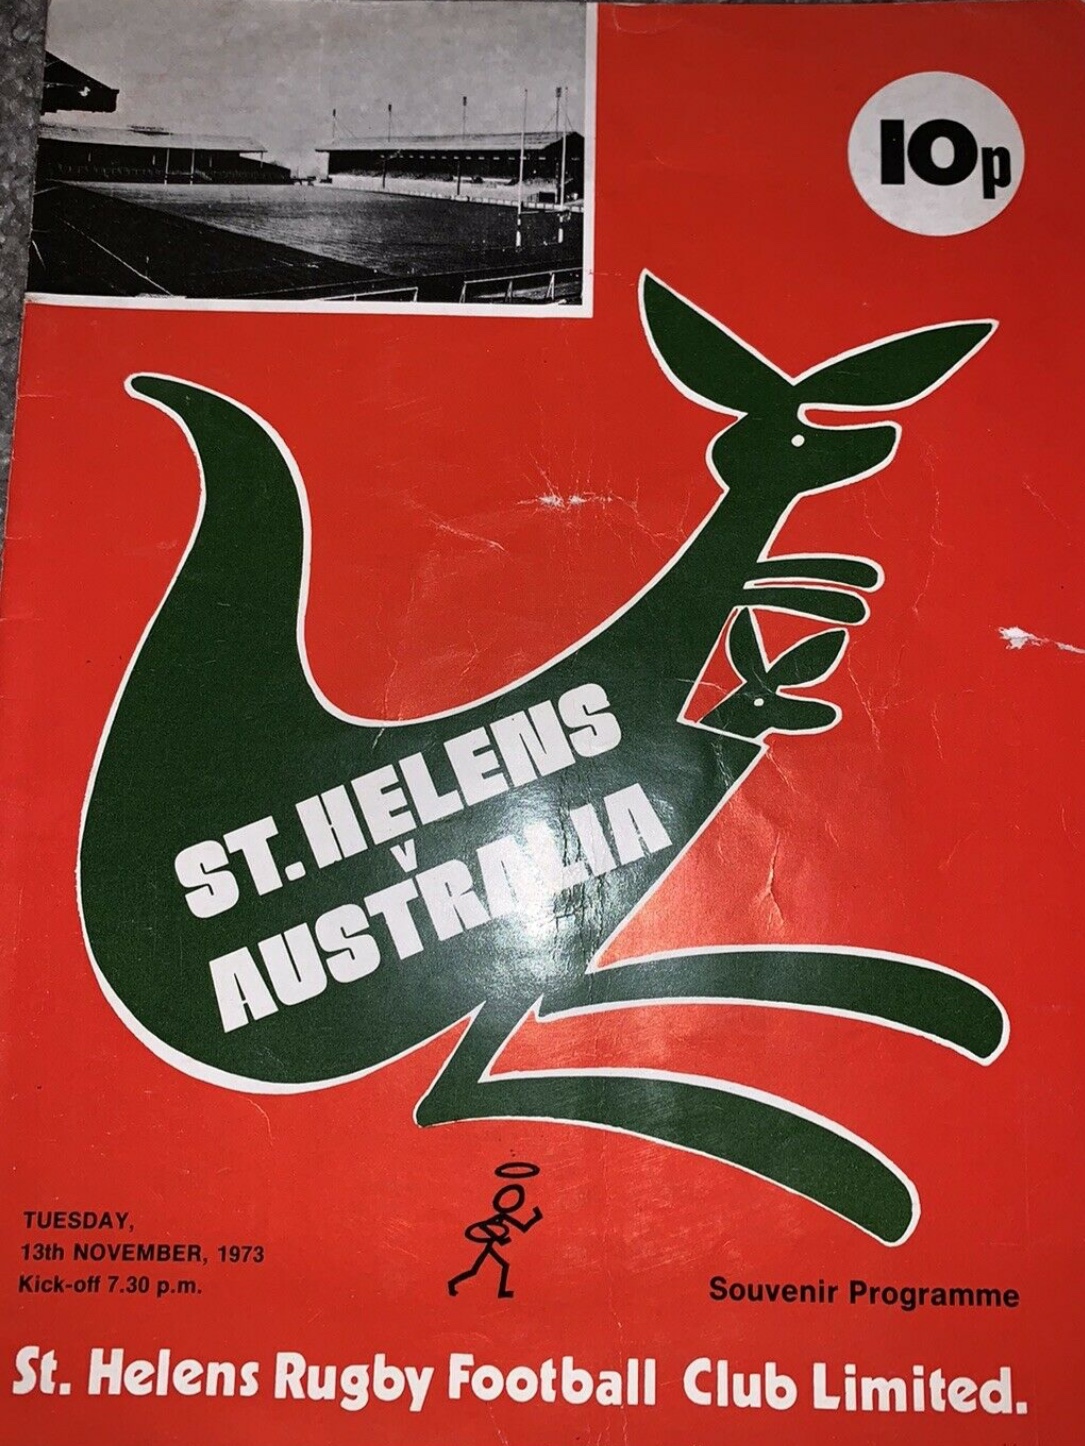 10p
ST. HELENS
V
AUSTRALIA
TUESDAY,
13th NOVEMBER, 1973
Kick-off 7.30 p.m.
Souvenir Programme
St. Helens Rugby Football Club Limited.